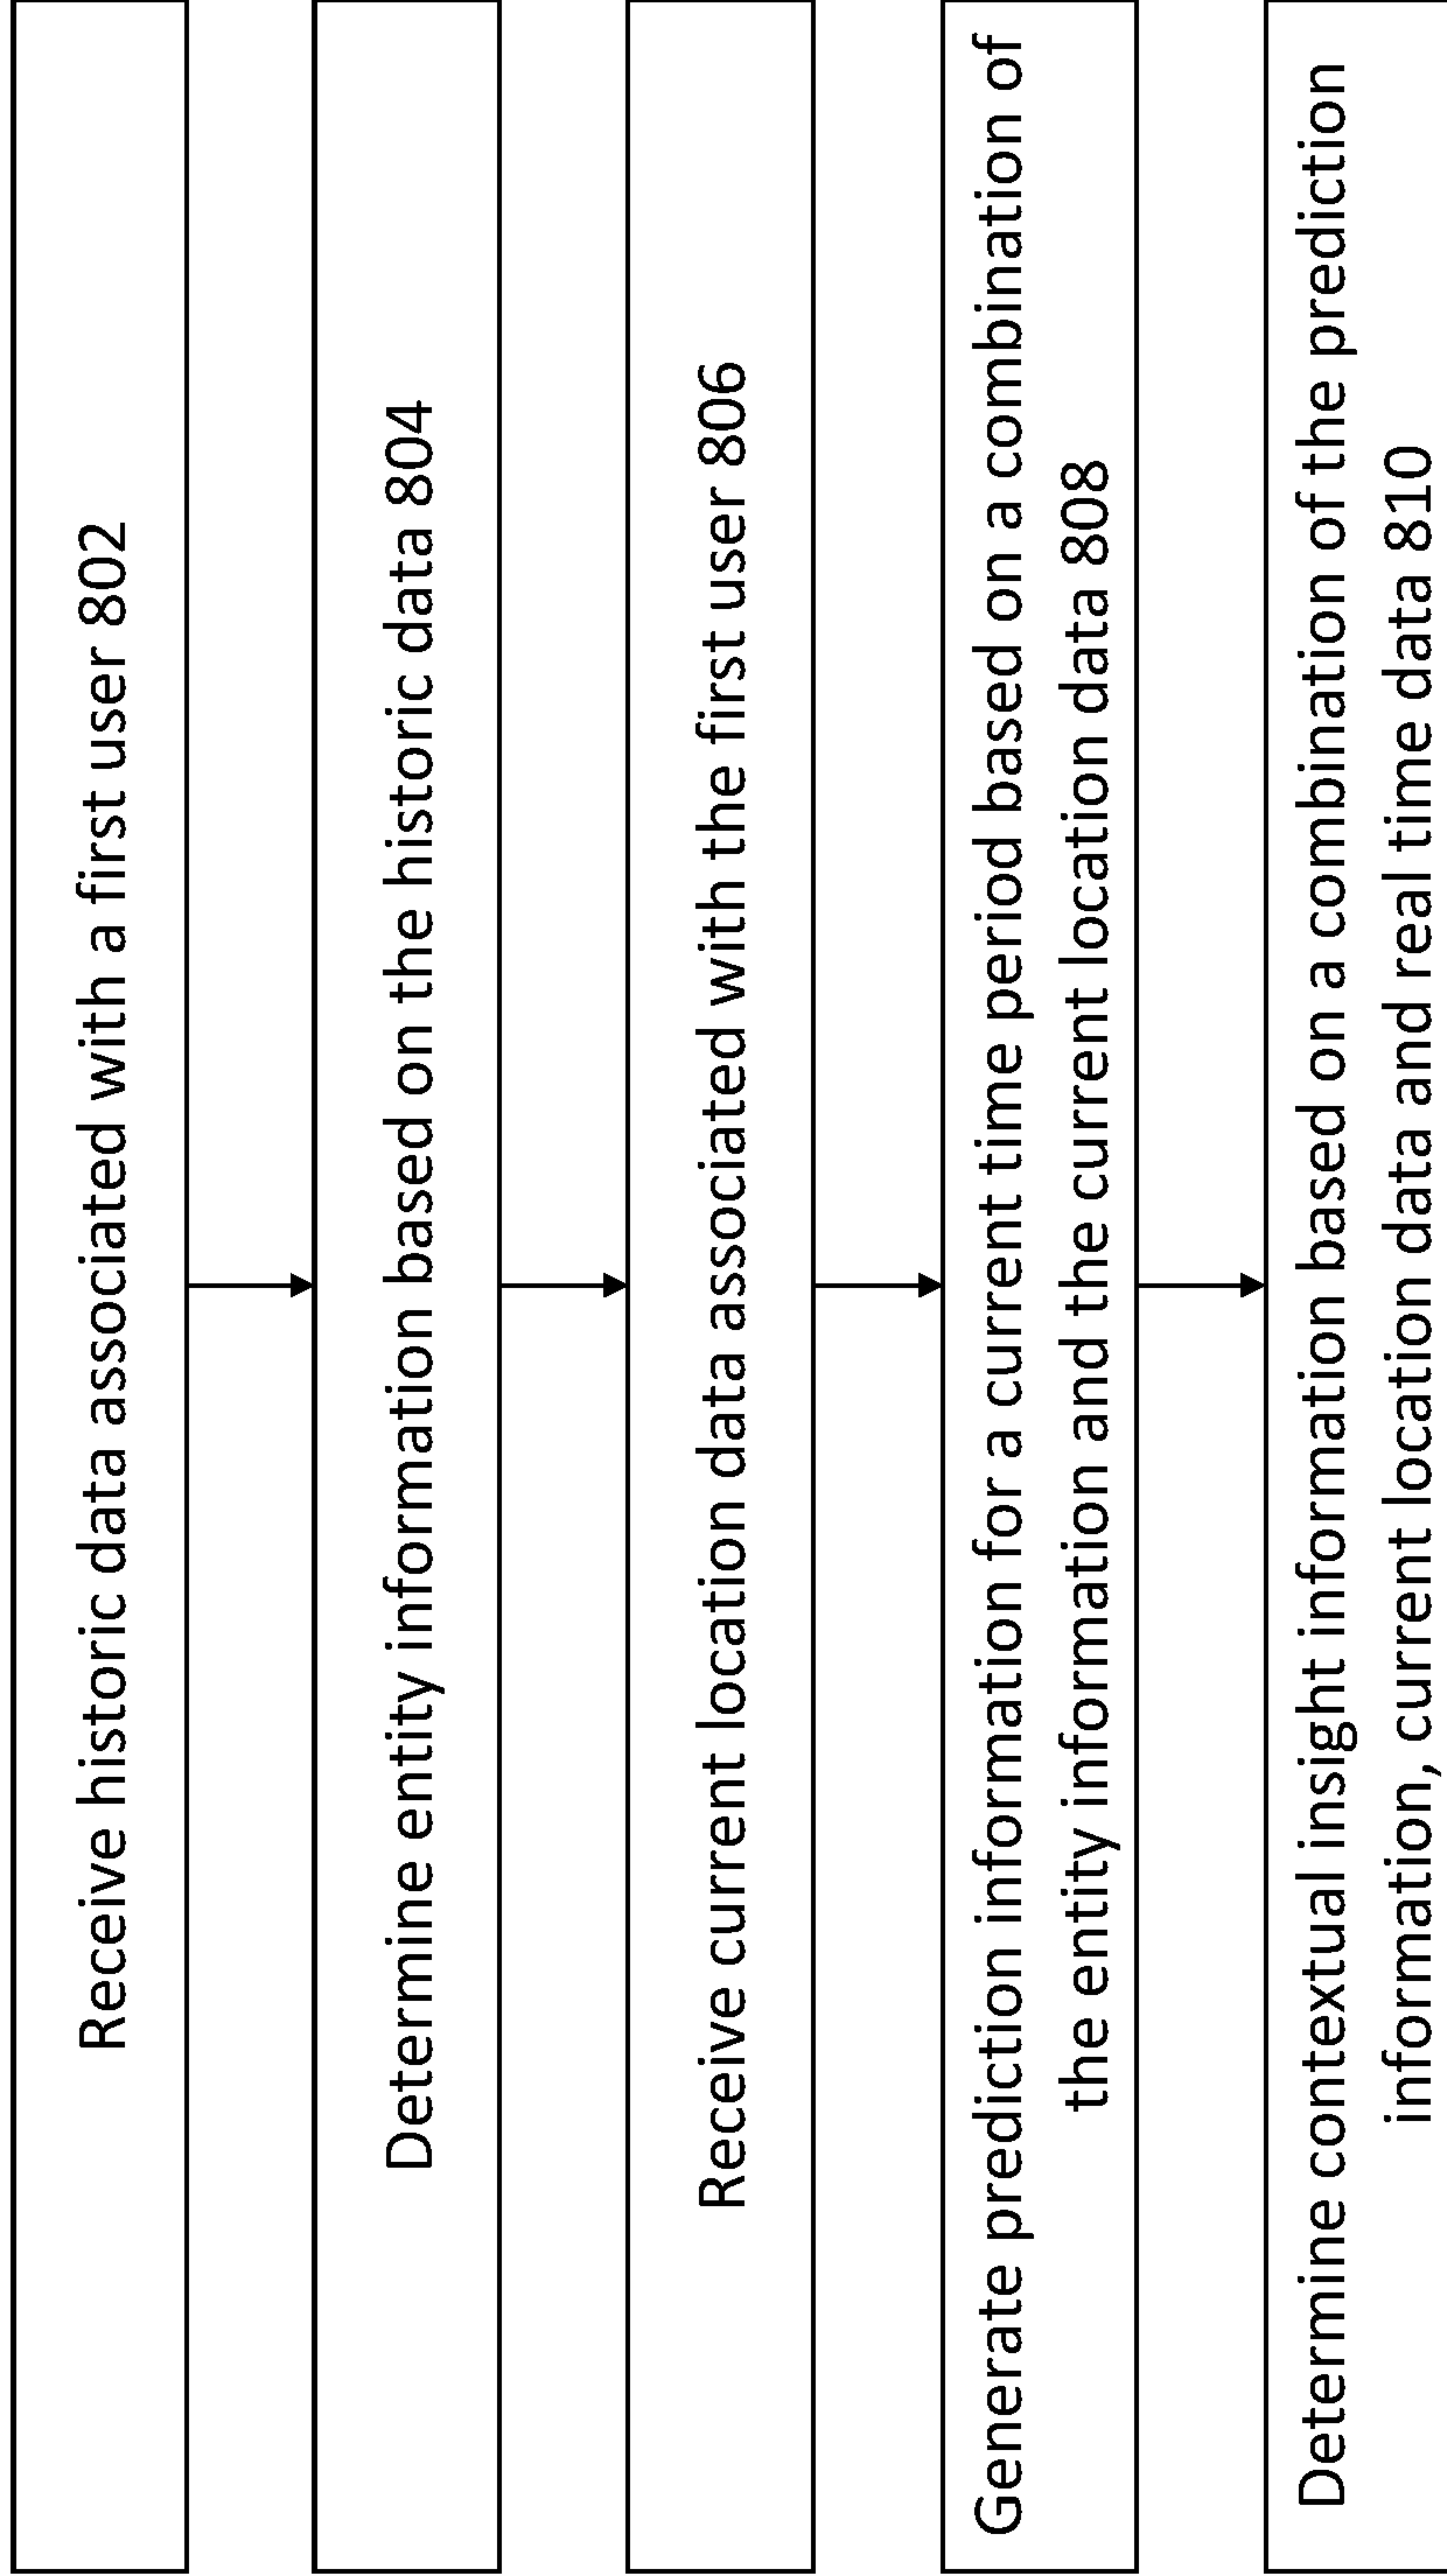 Receive historic data associated with a first user 802
Determine entity information based on the historic data 804
Receive current location data associated with the first user 806
Generate prediction information for a current time period based on a combination of
the entity information and the current location data 808
Determine contextual insight information based on a combination of the prediction
information, current location data and real time data 810